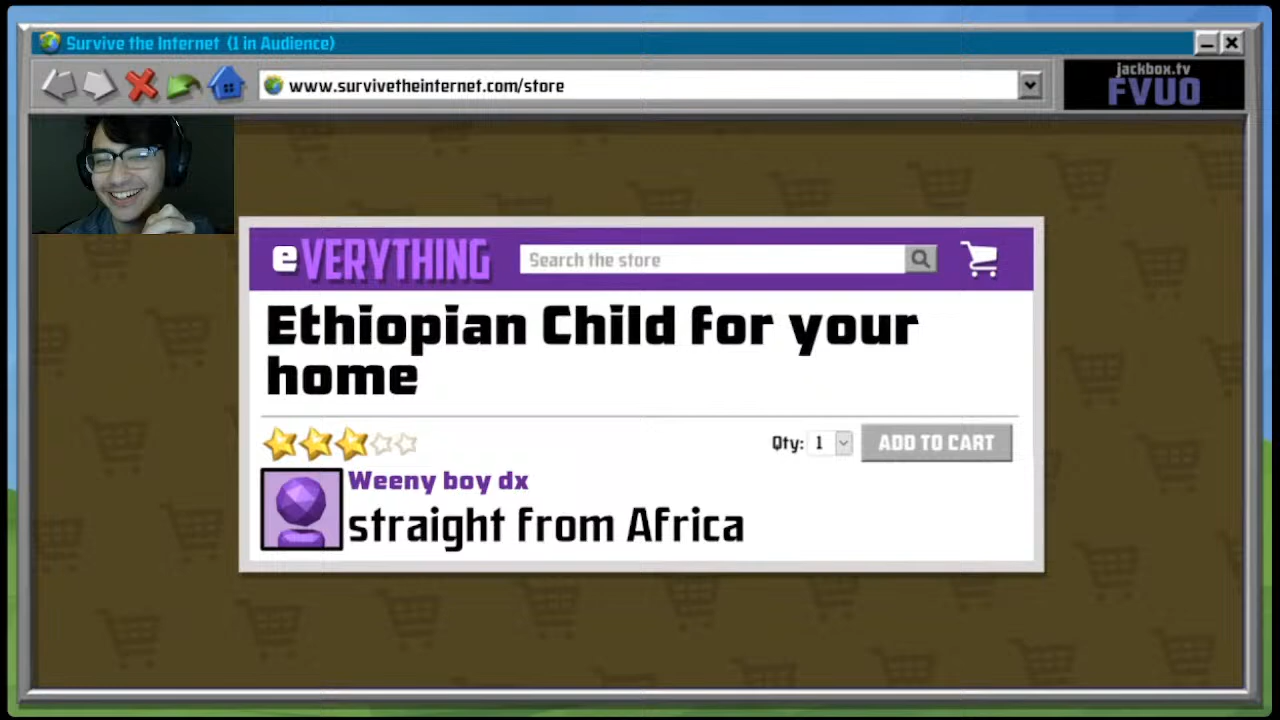 Survive the Internet (1 in Audience)
www.survivetheinternet.com/store
jackbox.tv
FVUO
eVERYTHING
Search the store
Ethiopian Child for your
home
Qty: 1
ADD TO CART
Weeny boy dx
straight from Africa